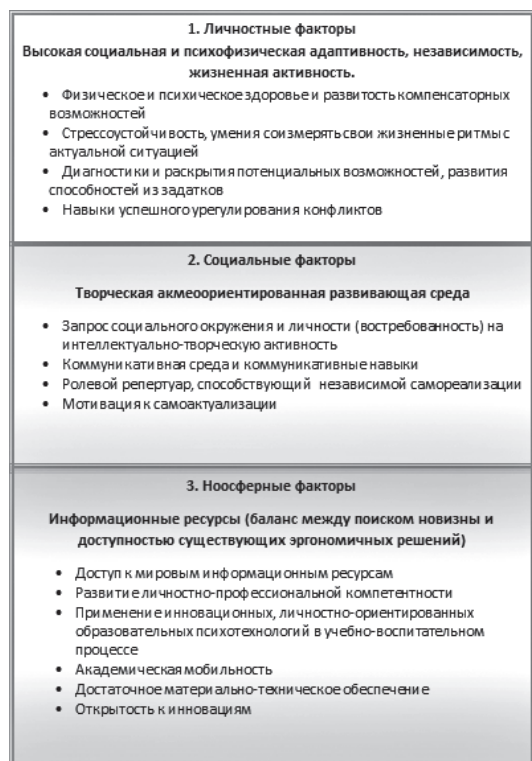 1. Личностные факторы
Высокая социальная и психофизическая адаптивность, независимость,
жизненная активность.
• Физическое и психическое здоровье и развитость компенсаторных
возможностей
• Стрессоустойчивость, умения соизмерять свои жизненные ритмы с
актуальной ситуацией
• Диагностики и раскрытия потенциальных возможностей, развития
способностей из задатков
• Навыки успешного урегулирования конфликтов
2. Социальные факторы
Творческая акмеоориентированная развивающая среда
• Запрос социального окружения и личности (востребованность) на
интеллектуально-творческую активность
• Коммуникативная среда и коммуникативные навыки
• Ролевой репертуар, способствующий независимой самореализации
• Мотивация к самоактуализации
3. Ноосферные факторы
Информационные ресурсы (баланс между поиском новизны и
доступностью существующих эргономичных решений)
• Доступ к мировым информационным ресурсам
• Развитие личностно-профессиональной компетентности
• Применение инновационных, личностно-ориентированных
образовательных психотехнологий в учебно-воспитательном
процессе
• Академическая мобильность
• Достаточное материально-техническое обеспечение
• Открытость к инновациям